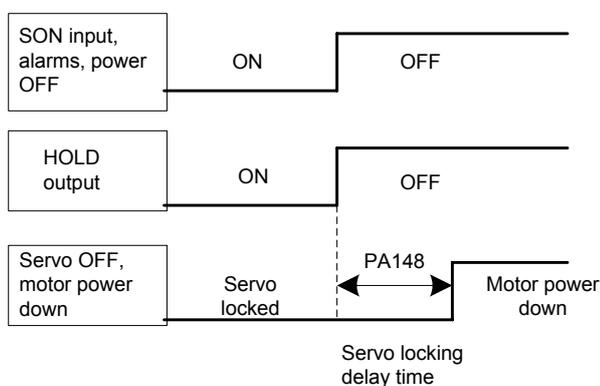 SON input,
alarms, power
OFF
ON
OFF
HOLD
output
ON
OFF
Servo OFF,
motor power
down
Servo
locked
PA148
Motor power
down
Servo locking
delay time